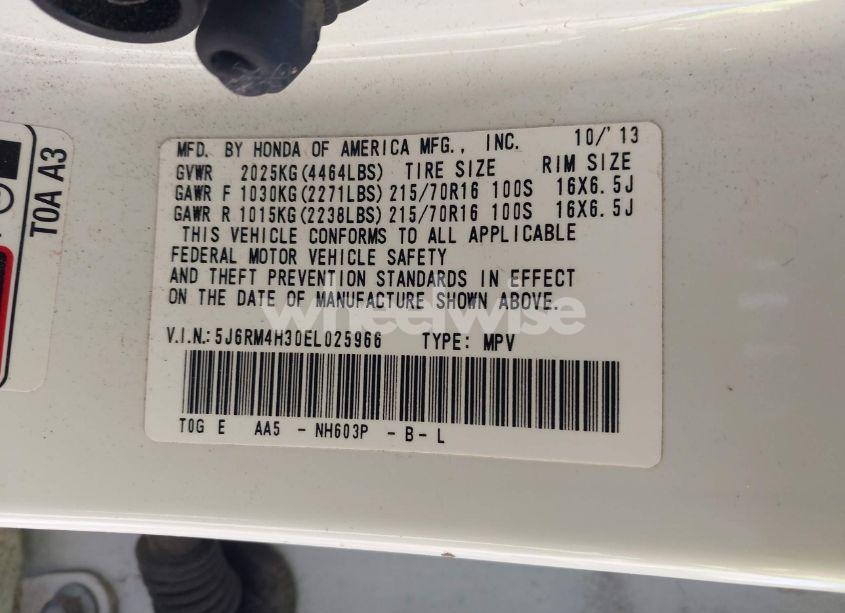 MFD. BY HONDA OF AMERICA MFG., INC. 10/'13
GVWR 2025KG(4464LBS) TIRE SIZE RIM SIZE
GAWR F 1030KG(2271LBS) 215/70R16 100S 16X6.5J
GAWR R 1015KG(2238LBS) 215/70R16 100S 16X6.5J
THIS VEHICLE CONFORMS TO ALL APPLICABLE
FEDERAL MOTOR VEHICLE SAFETY
AND THEFT PREVENTION STANDARDS IN EFFECT
ON THE DATE OF MANUFACTURE SHOWN ABOVE.
V.I.N.: 5J6RM4H30EL025966 TYPE: MPV
T0G E AA5 - NH603P - B - L
T0A A3
wheelwise